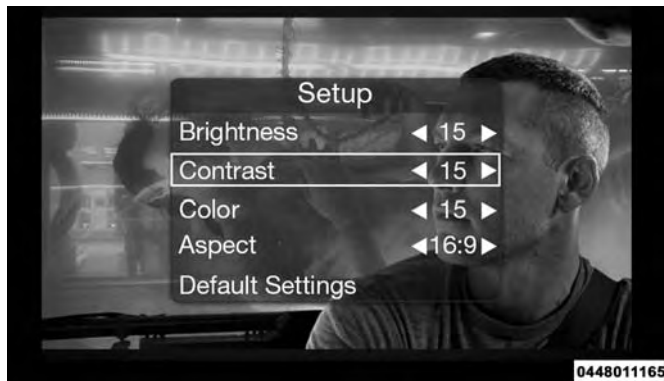 Setup
Brightness ◀ 15 ▶
Contrast ◀ 15 ▶
Color ◀ 15 ▶
Aspect ◀16:9▶
Default Settings
0448011165